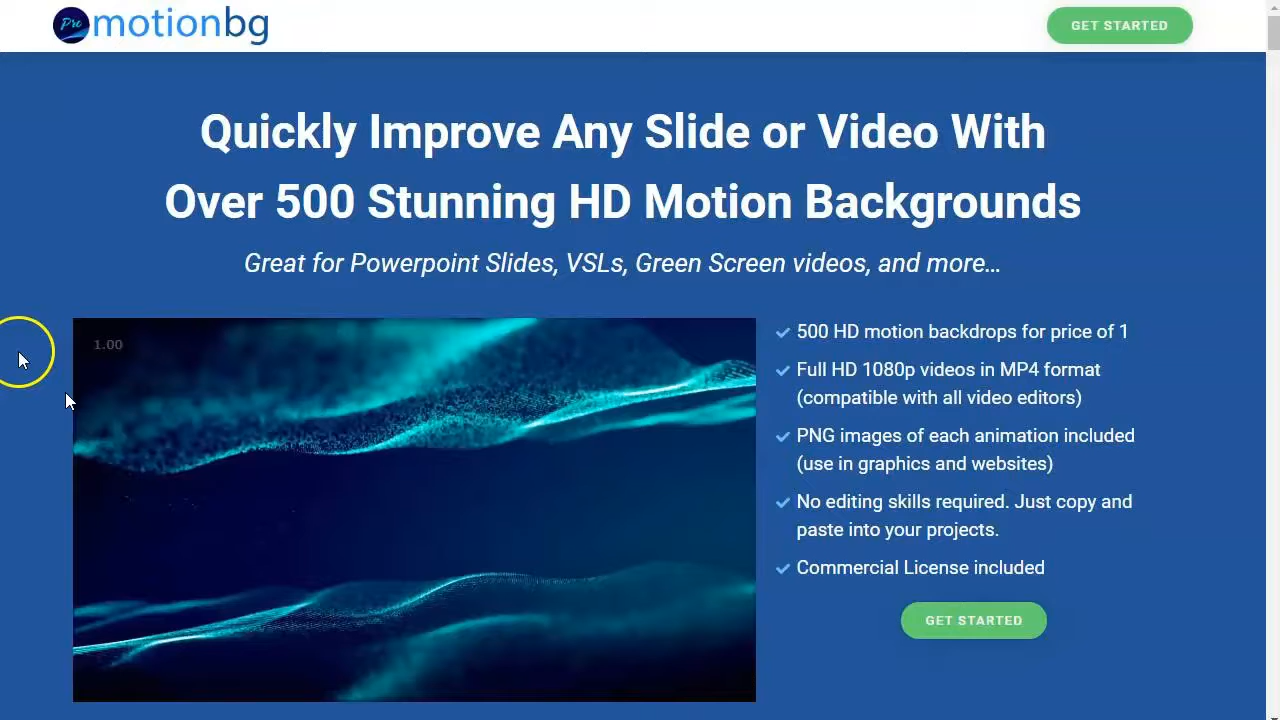 Pro motionbg
GET STARTED
Quickly Improve Any Slide or Video With
Over 500 Stunning HD Motion Backgrounds
Great for Powerpoint Slides, VSLs, Green Screen videos, and more...
1.00
500 HD motion backdrops for price of 1
Full HD 1080p videos in MP4 format
(compatible with all video editors)
PNG images of each animation included
(use in graphics and websites)
No editing skills required. Just copy and
paste into your projects.
Commercial License included
GET STARTED